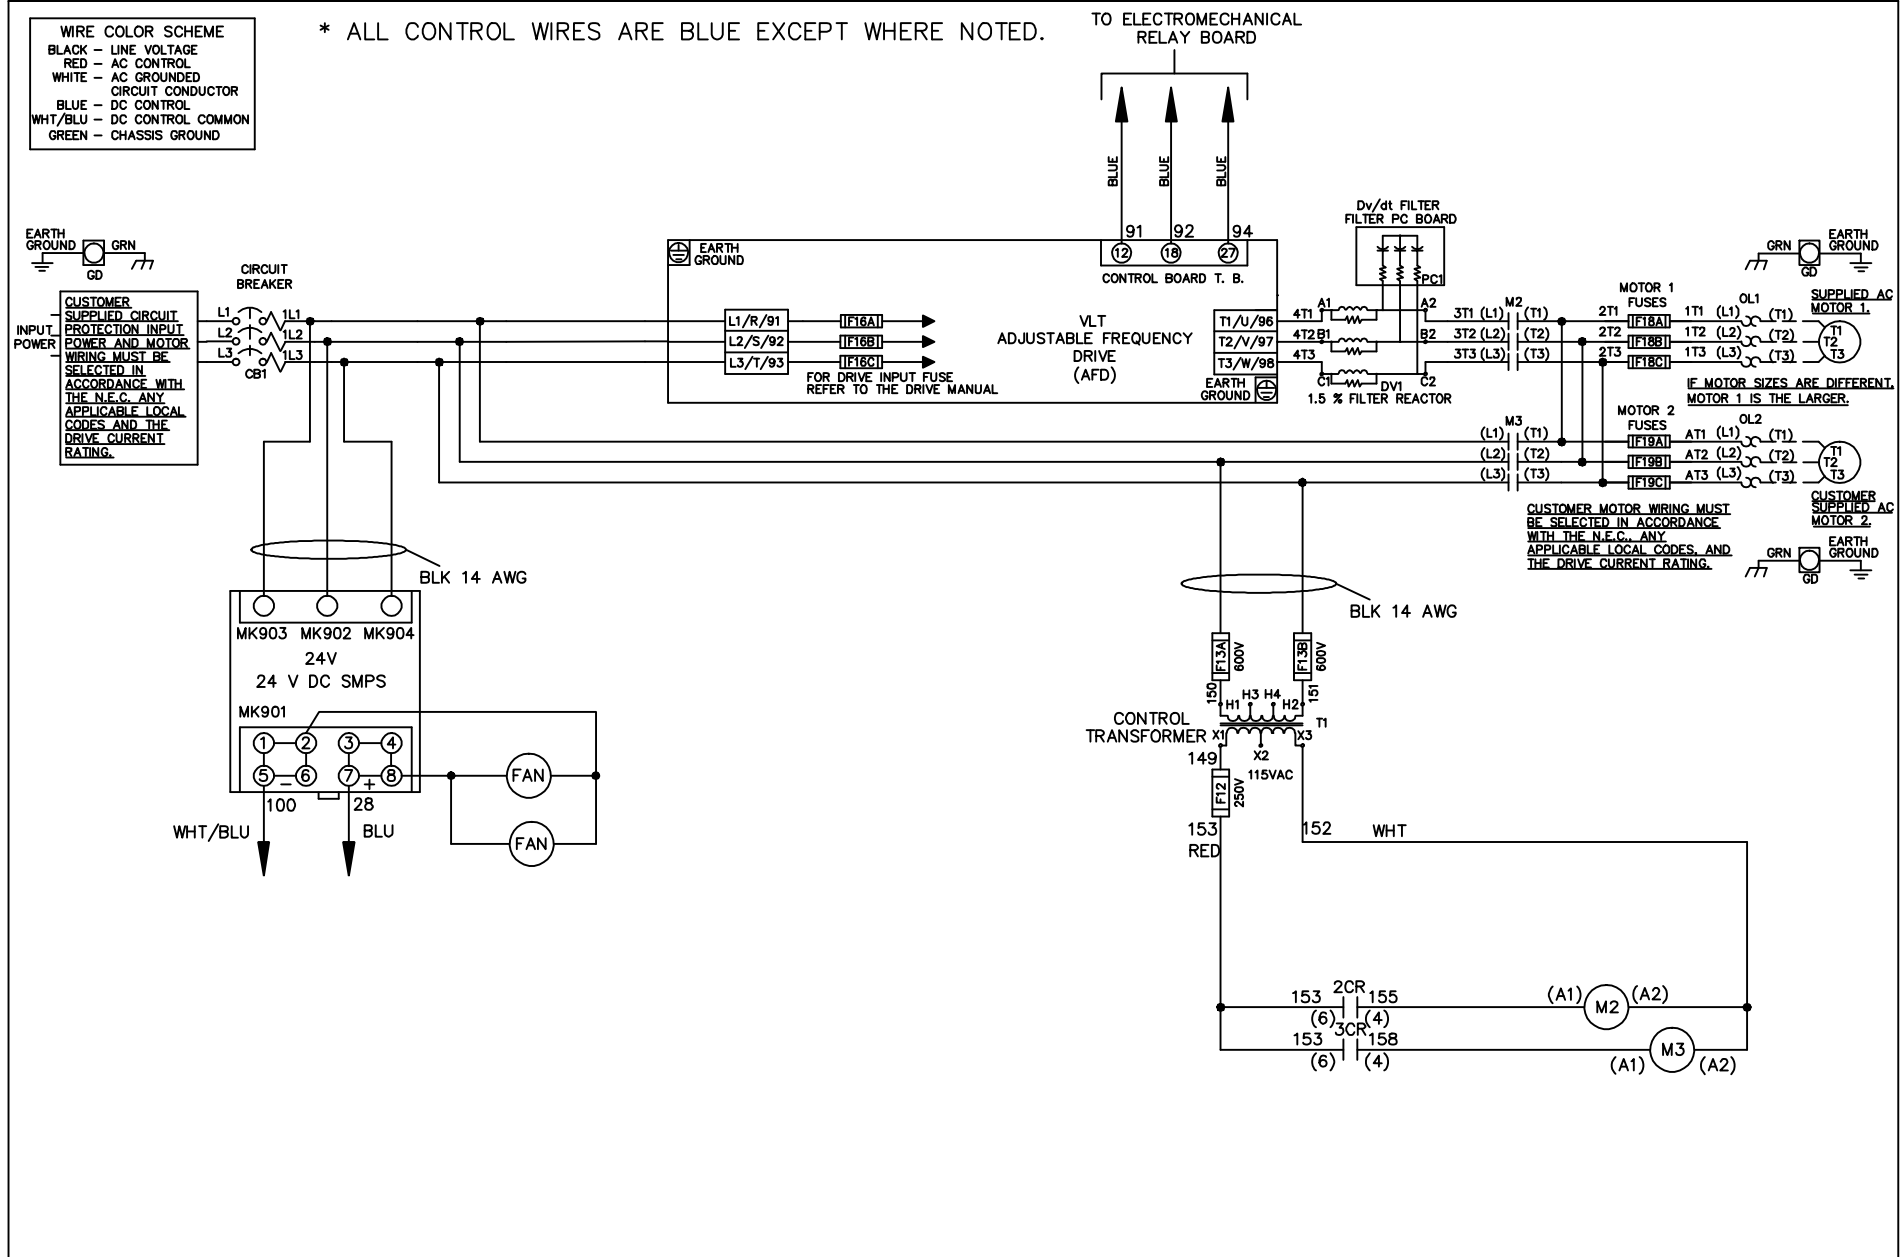 WIRE COLOR SCHEME
BLACK – LINE VOLTAGE
RED – AC CONTROL
WHITE – AC GROUNDED
CIRCUIT CONDUCTOR
BLUE – DC CONTROL
WHT/BLU – DC CONTROL COMMON
GREEN – CHASSIS GROUND
* ALL CONTROL WIRES ARE BLUE EXCEPT WHERE NOTED.
TO ELECTROMECHANICAL
RELAY BOARD
BLUE
BLUE
BLUE
91 92 94
12 18 27
CONTROL BOARD T. B.
EARTH
GROUND
GRN
GD
CIRCUIT
BREAKER
INPUT
POWER
CUSTOMER
SUPPLIED CIRCUIT
PROTECTION INPUT
POWER AND MOTOR
WIRING MUST BE
SELECTED IN
ACCORDANCE WITH
THE N.E.C. ANY
APPLICABLE LOCAL
CODES AND THE
DRIVE CURRENT
RATING.
L1 1L1
L2 1L2
L3 1L3
CB1
EARTH
GROUND
L1/R/91 F16A
L2/S/92 F16B
L3/T/93 F16C
FOR DRIVE INPUT FUSE
REFER TO THE DRIVE MANUAL
VLT
ADJUSTABLE FREQUENCY
DRIVE
(AFD)
T1/U/96
T2/V/97
T3/W/98
EARTH
GROUND
Dv/dt FILTER
FILTER PC BOARD
PC1
4T1 A1 A2
4T2 B1 B2
4T3 C1 C2
DV1
1.5 % FILTER REACTOR
M2
3T1 (L1) (T1)
3T2 (L2) (T2)
3T3 (L3) (T3)
MOTOR 1
FUSES
2T1 F18A 1T1 (L1) (T1)
2T2 F18B 1T2 (L2) (T2)
2T3 F18C 1T3 (L3) (T3)
OL1
T1
T2
T3
GRN
GD
EARTH
GROUND
SUPPLIED AC
MOTOR 1.
IF MOTOR SIZES ARE DIFFERENT,
MOTOR 1 IS THE LARGER.
M3
(L1) (T1)
(L2) (T2)
(L3) (T3)
MOTOR 2
FUSES
F19A AT1 (L1) (T1)
F19B AT2 (L2) (T2)
F19C AT3 (L3) (T3)
OL2
T1
T2
T3
CUSTOMER
SUPPLIED AC
MOTOR 2.
CUSTOMER MOTOR WIRING MUST
BE SELECTED IN ACCORDANCE
WITH THE N.E.C., ANY
APPLICABLE LOCAL CODES, AND
THE DRIVE CURRENT RATING.
GRN
GD
EARTH
GROUND
BLK 14 AWG
MK903 MK902 MK904
24V
24 V DC SMPS
MK901
1 2 3 4
5 – 6 7 + 8
100 28
WHT/BLU BLU
FAN
FAN
BLK 14 AWG
F13A 600V
F13B 600V
150 151
H1 H3 H4 H2
T1
CONTROL
TRANSFORMER
X1 X2 X3
149
115VAC
F12 250V
153
RED
152 WHT
153 2CR 155
(6) (4)
(A1) M2 (A2)
153 3CR 158
(6) (4)
(A1) M3 (A2)